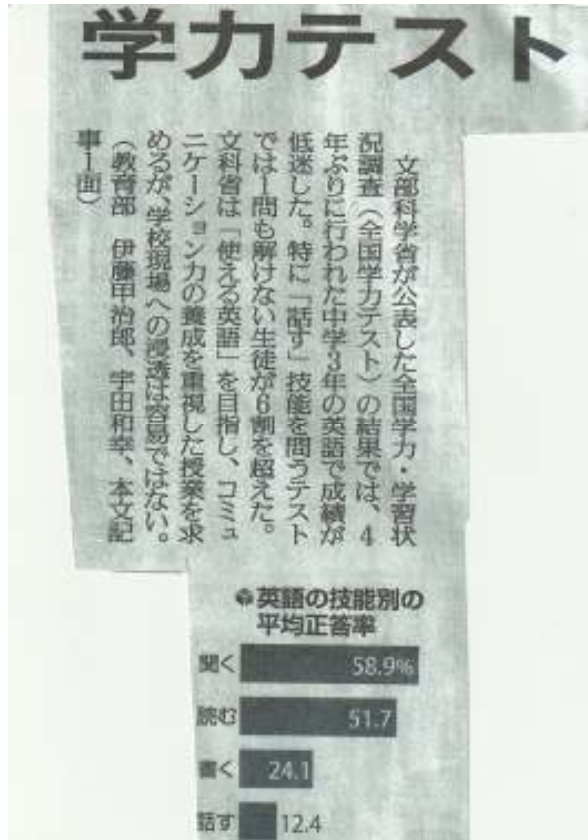 学力テスト
文部科学省が公表した全国学力・学習状
況調査(全国学力テスト)の結果では、4
年ぶりに行われた中学3年の英語で成績が
低迷した。特に「話す」技能を問うテスト
では1問も解けない生徒が6割を超えた。
文科省は「使える英語」を目指し、コミュ
ニケーション力の養成を重視した授業を求
めるが、学校現場への浸透は容易ではない。
(教育部 伊藤甲治郎、宇田和幸、本文記
事1面)
英語の技能別の
平均正答率
聞く 58.9%
読む 51.7
書く 24.1
話す 12.4